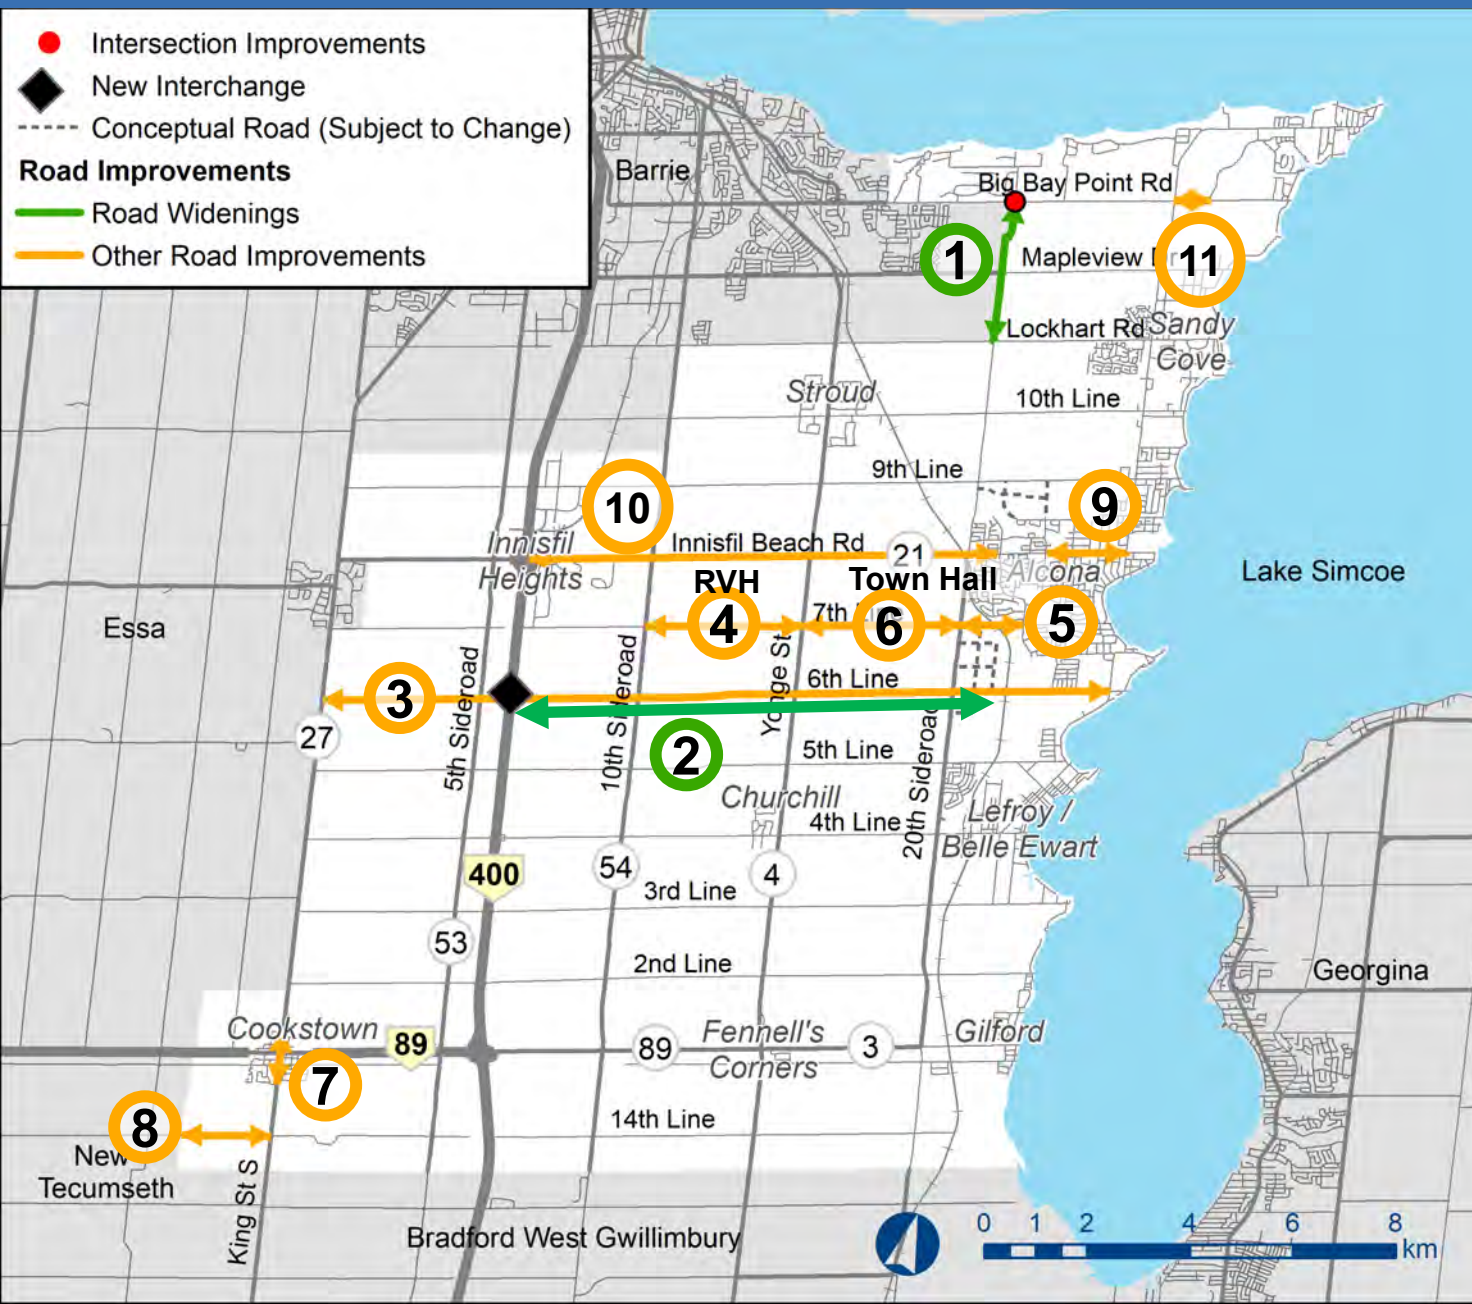 Intersection Improvements
New Interchange
Conceptual Road (Subject to Change)
Road Improvements
Road Widenings
Other Road Improvements
Barrie
Big Bay Point Rd
1
Mapleview Dr
11
Lockhart Rd
Sandy
Cove
Stroud
10th Line
9th Line
10
9
Innisfil
Heights
Innisfil Beach Rd
21
Alcona
Lake Simcoe
RVH
Town Hall
Essa
4
7th Line
6
5
3
6th Line
27
5th Sideroad
10th Sideroad
Yonge St
20th Sideroad
2
5th Line
Churchill
4th Line
Lefroy /
Belle Ewart
400
54
4
3rd Line
53
2nd Line
Georgina
Cookstown
89
89
Fennell's
Corners
3
Gilford
7
8
14th Line
New
Tecumseth
King St S
Bradford West Gwillimbury
0 1 2 4 6 8
km